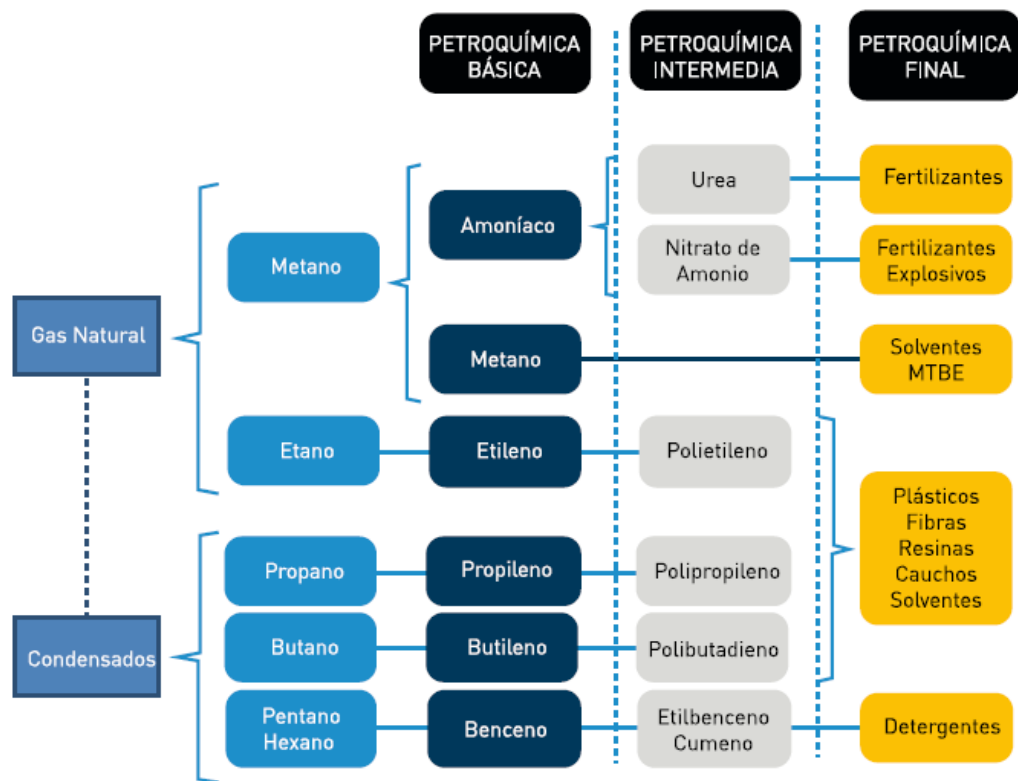 PETROQUÍMICA
BÁSICA
PETROQUÍMICA
INTERMEDIA
PETROQUÍMICA
FINAL
Urea
Fertilizantes
Amoníaco
Metano
Nitrato de
Amonio
Fertilizantes
Explosivos
Gas Natural
Metano
Solventes
MTBE
Etano
Etileno
Polietileno
Plásticos
Fibras
Resinas
Cauchos
Solventes
Propano
Propileno
Polipropileno
Condensados
Butano
Butileno
Polibutadieno
Pentano
Hexano
Benceno
Etilbenceno
Cumeno
Detergentes